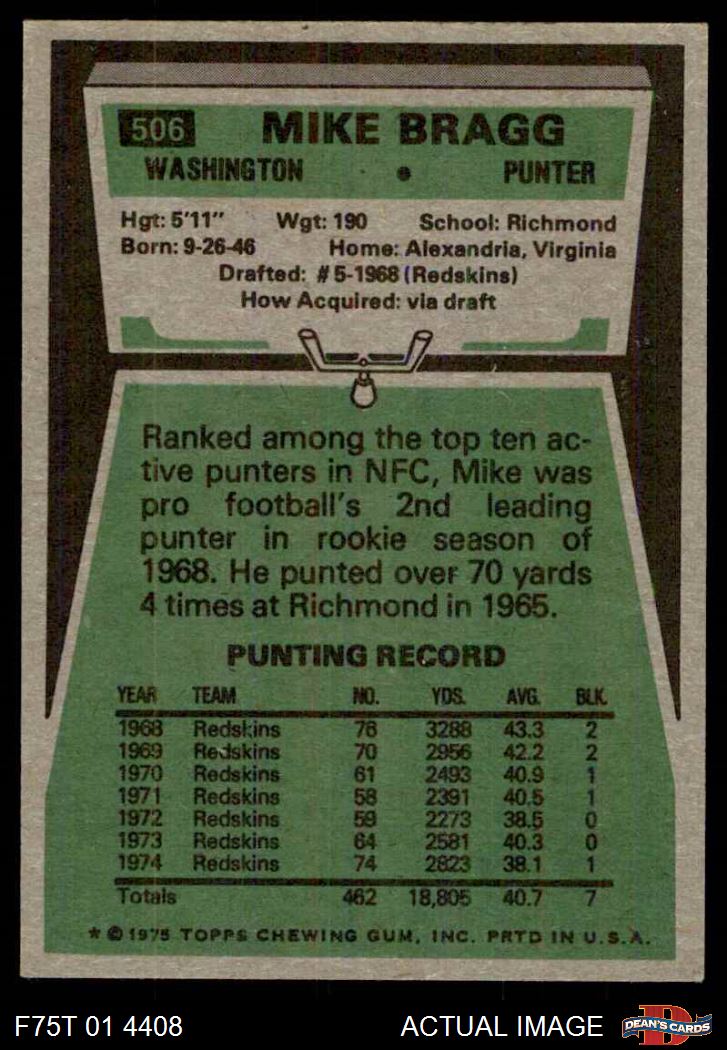 506 MIKE BRAGG
WASHINGTON • PUNTER
Hgt: 5'11" Wgt: 190 School: Richmond
Born: 9-26-46 Home: Alexandria, Virginia
Drafted: #5-1968 (Redskins)
How Acquired: via draft
Ranked among the top ten ac-
tive punters in NFC, Mike was
pro football's 2nd leading
punter in rookie season of
1968. He punted over 70 yards
4 times at Richmond in 1965.
PUNTING RECORD
YEAR TEAM NO. YDS. AVG. BLK.
1968 Redskins 76 3288 43.3 2
1969 Redskins 70 2956 42.2 2
1970 Redskins 61 2493 40.9 1
1971 Redskins 58 2391 40.5 1
1972 Redskins 59 2273 38.5 0
1973 Redskins 64 2581 40.3 0
1974 Redskins 74 2823 38.1 1
Totals 462 18,805 40.7 7
* © 1975 TOPPS CHEWING GUM, INC. PRTD IN U.S.A.
F75T 01 4408 ACTUAL IMAGE D DEAN'S CARDS